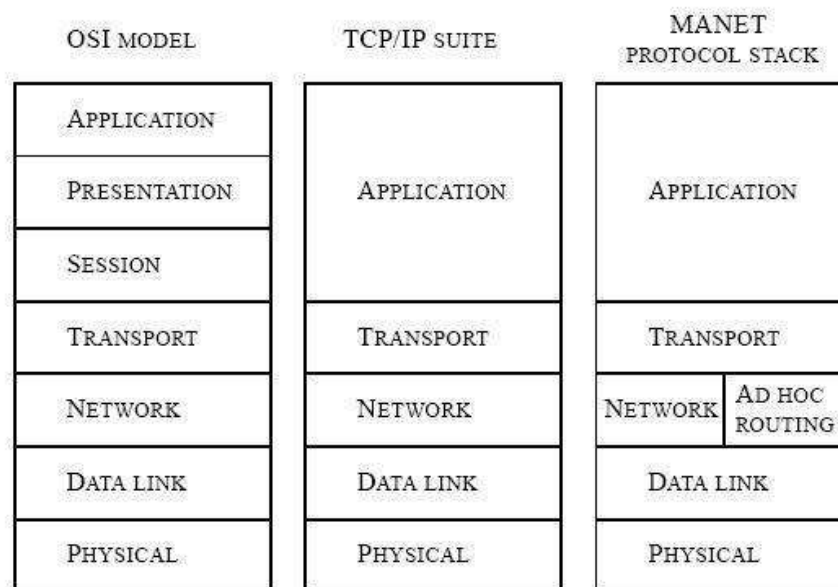 OSI MODEL
APPLICATION
PRESENTATION
SESSION
TRANSPORT
NETWORK
DATA LINK
PHYSICAL
TCP/IP SUITE
APPLICATION
TRANSPORT
NETWORK
DATA LINK
PHYSICAL
MANET
PROTOCOL STACK
APPLICATION
TRANSPORT
NETWORK
AD HOC
ROUTING
DATA LINK
PHYSICAL